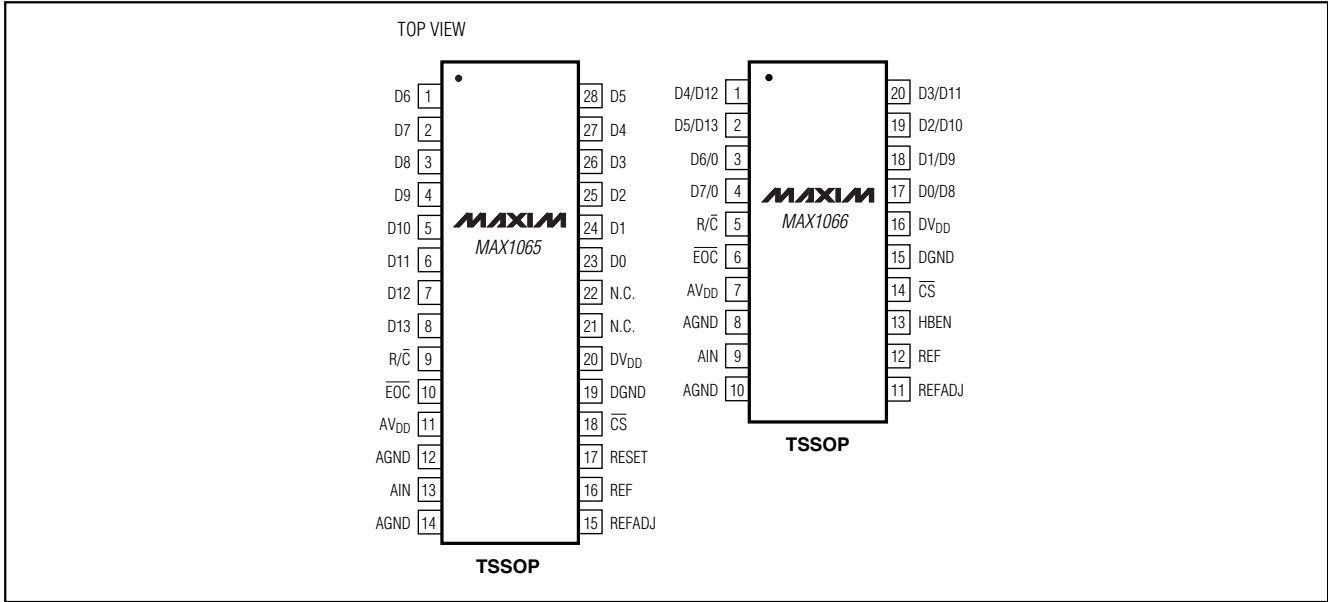 TOP VIEW
D6 1
D7 2
D8 3
D9 4
D10 5
D11 6
D12 7
D13 8
R/C̅ 9
E̅O̅C̅ 10
AVDD 11
AGND 12
AIN 13
AGND 14
MAXIM
MAX1065
28 D5
27 D4
26 D3
25 D2
24 D1
23 D0
22 N.C.
21 N.C.
20 DVDD
19 DGND
18 C̅S̅
17 RESET
16 REF
15 REFADJ
TSSOP
D4/D12 1
D5/D13 2
D6/0 3
D7/0 4
R/C̅ 5
E̅O̅C̅ 6
AVDD 7
AGND 8
AIN 9
AGND 10
MAXIM
MAX1066
20 D3/D11
19 D2/D10
18 D1/D9
17 D0/D8
16 DVDD
15 DGND
14 C̅S̅
13 HBEN
12 REF
11 REFADJ
TSSOP